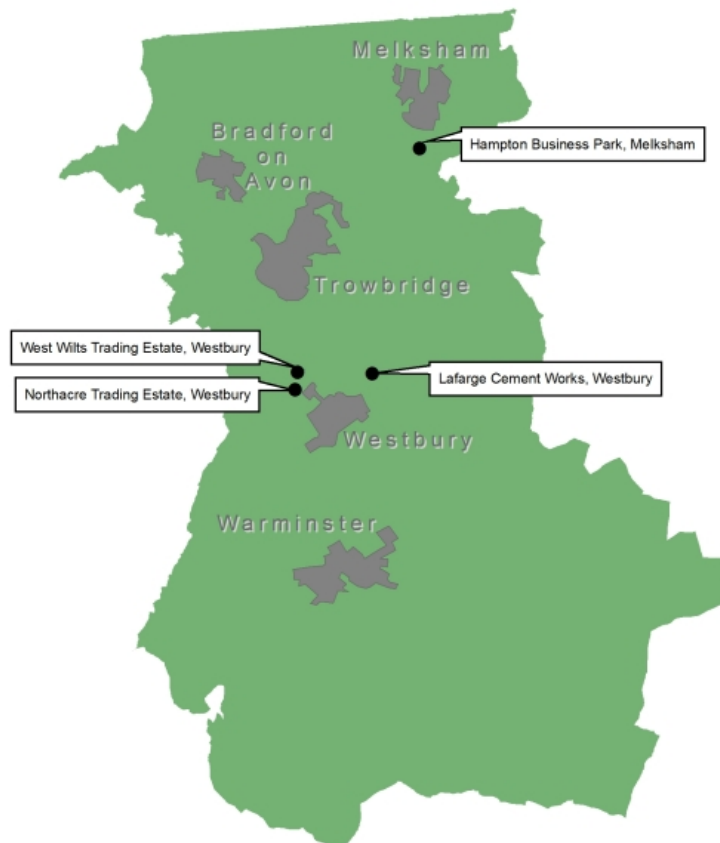 Melksham
Hampton Business Park, Melksham
Bradford
on
Avon
Trowbridge
West Wilts Trading Estate, Westbury
Lafarge Cement Works, Westbury
Northacre Trading Estate, Westbury
Westbury
Warminster